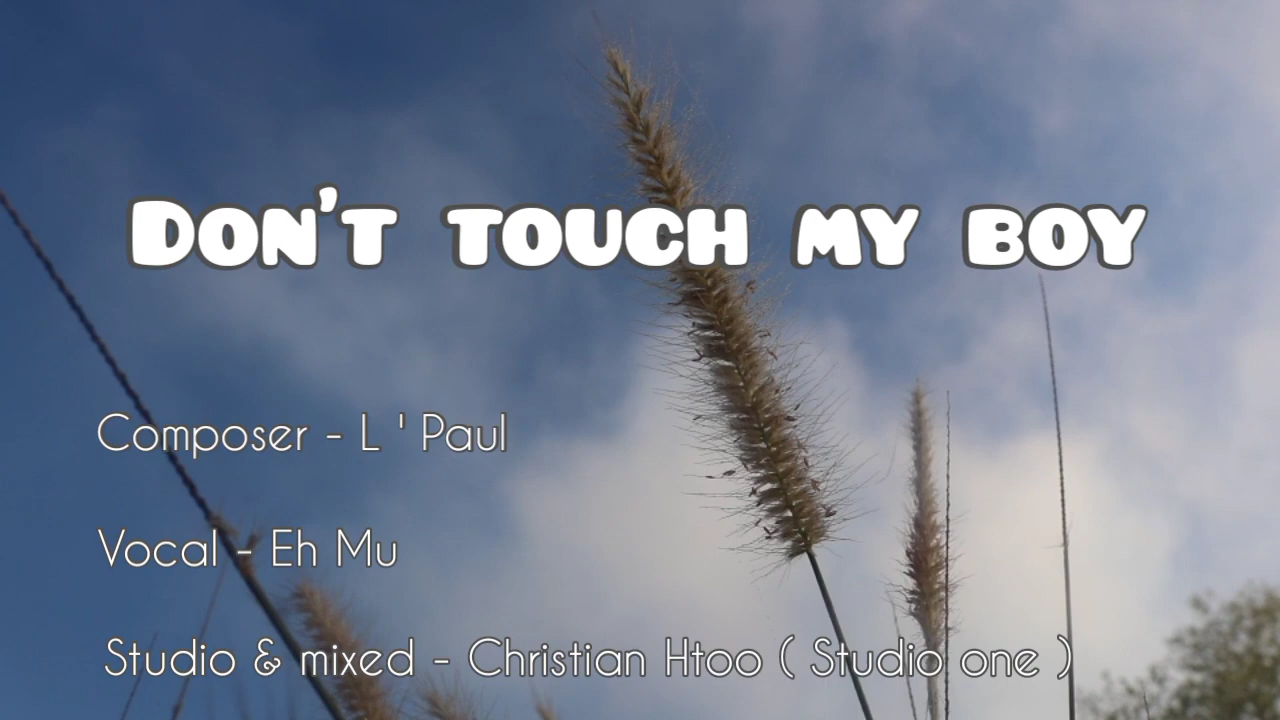 Don't touch my boy
Composer - L ' Paul
Vocal - Eh Mu
Studio & mixed - Christian Htoo ( Studio one )